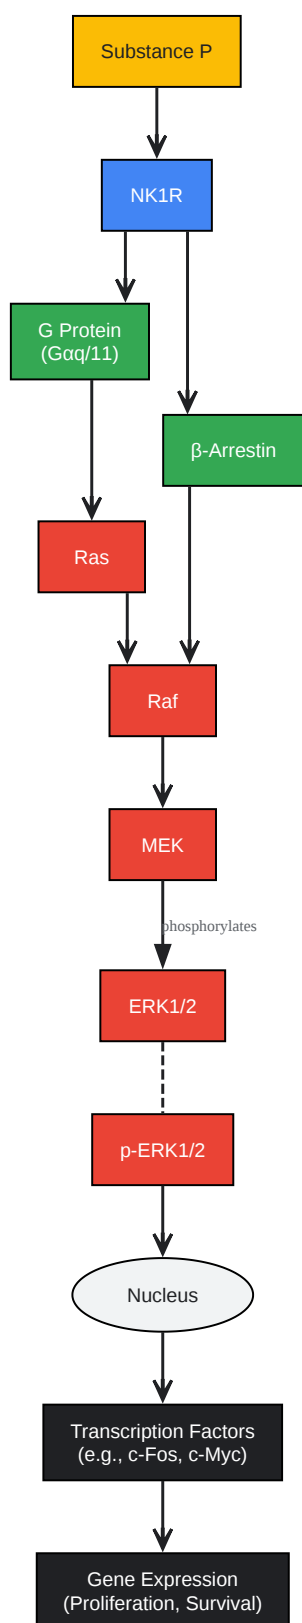 Substance P
NK1R
G Protein
(Gαq/11)
β-Arrestin
Ras
Raf
MEK
phosphorylates
ERK1/2
p-ERK1/2
Nucleus
Transcription Factors
(e.g., c-Fos, c-Myc)
Gene Expression
(Proliferation, Survival)